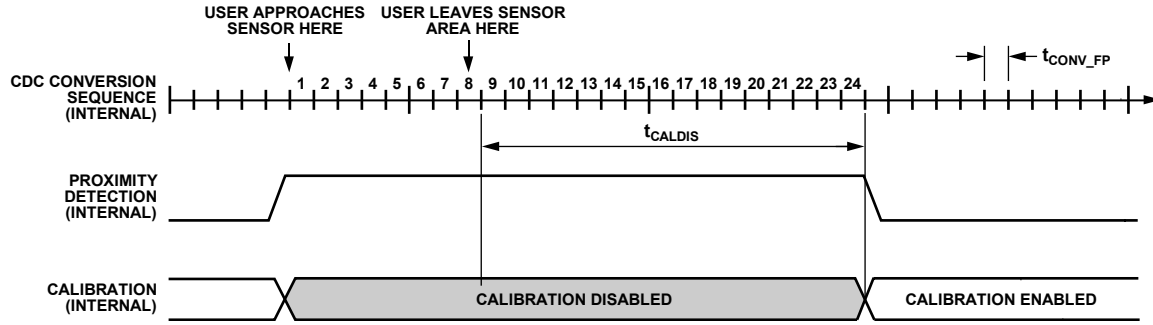 USER APPROACHES
SENSOR HERE
USER LEAVES SENSOR
AREA HERE
CDC CONVERSION
SEQUENCE
(INTERNAL)
1 2 3 4 5 6 7 8 9 10 11 12 13 14 15 16 17 18 19 20 21 22 23 24
tCONV_FP
tCALDIS
PROXIMITY
DETECTION
(INTERNAL)
CALIBRATION
(INTERNAL)
CALIBRATION DISABLED
CALIBRATION ENABLED